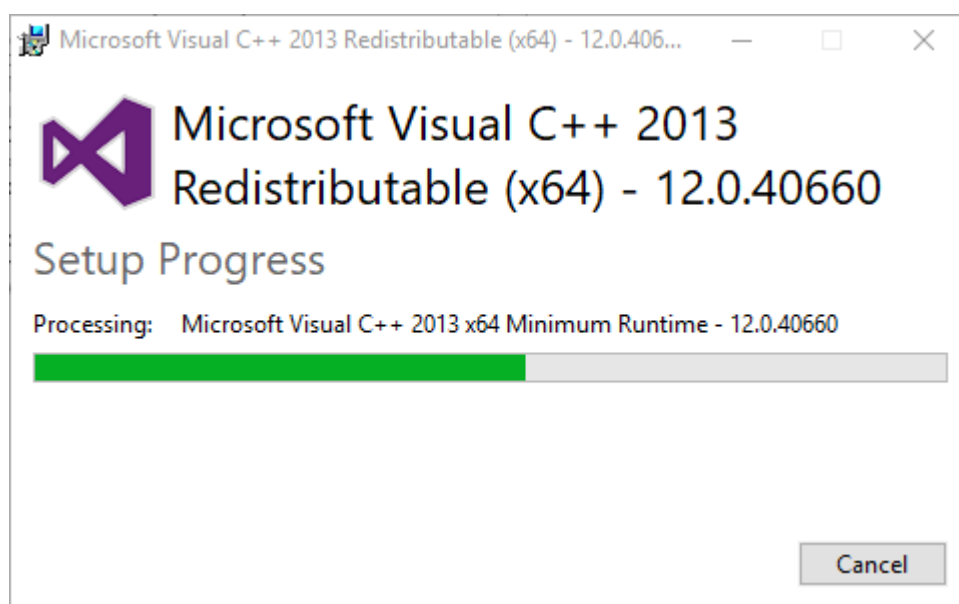 Microsoft Visual C++ 2013 Redistributable (x64) - 12.0.406...
Microsoft Visual C++ 2013
Redistributable (x64) - 12.0.40660
Setup Progress
Processing: Microsoft Visual C++ 2013 x64 Minimum Runtime - 12.0.40660
Cancel